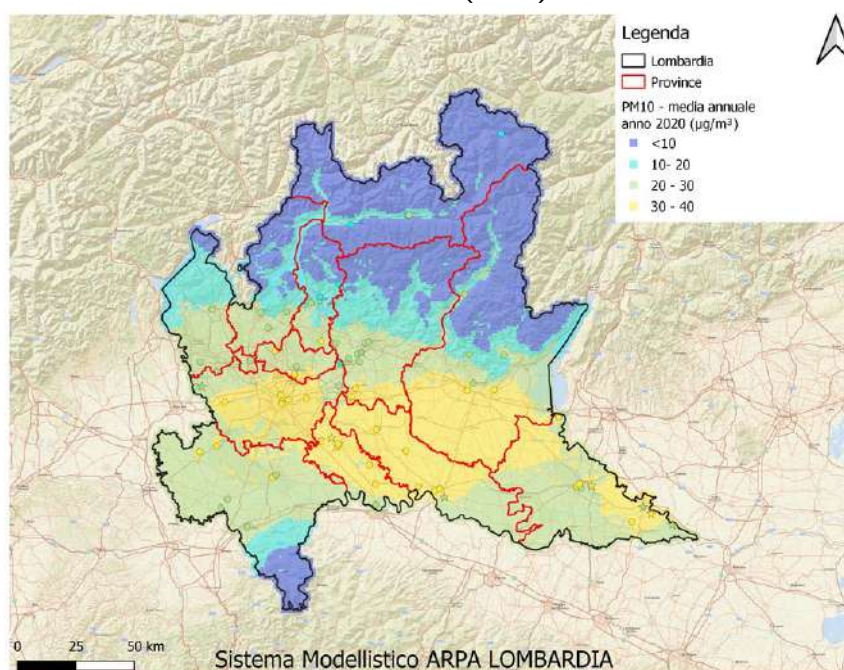 Legenda
Lombardia
Province
PM10 - media annuale
anno 2020 (µg/m³)
<10
10- 20
20 - 30
30 - 40
0 25 50 km
Sistema Modellistico ARPA LOMBARDIA